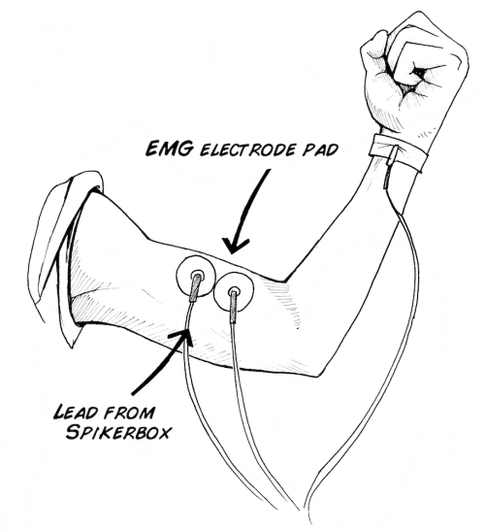 EMG ELECTRODE PAD
LEAD FROM
SPIKERBOX